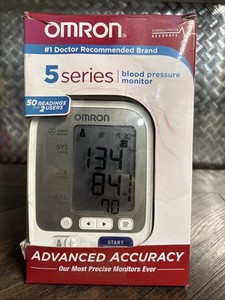 OMRON
#1 Doctor Recommended Brand
5 series | blood pressure
monitor
50 READINGS
FOR 2 USERS
OMRON
SYS
134
84
70
START
ADVANCED ACCURACY
Our Most Precise Monitors Ever